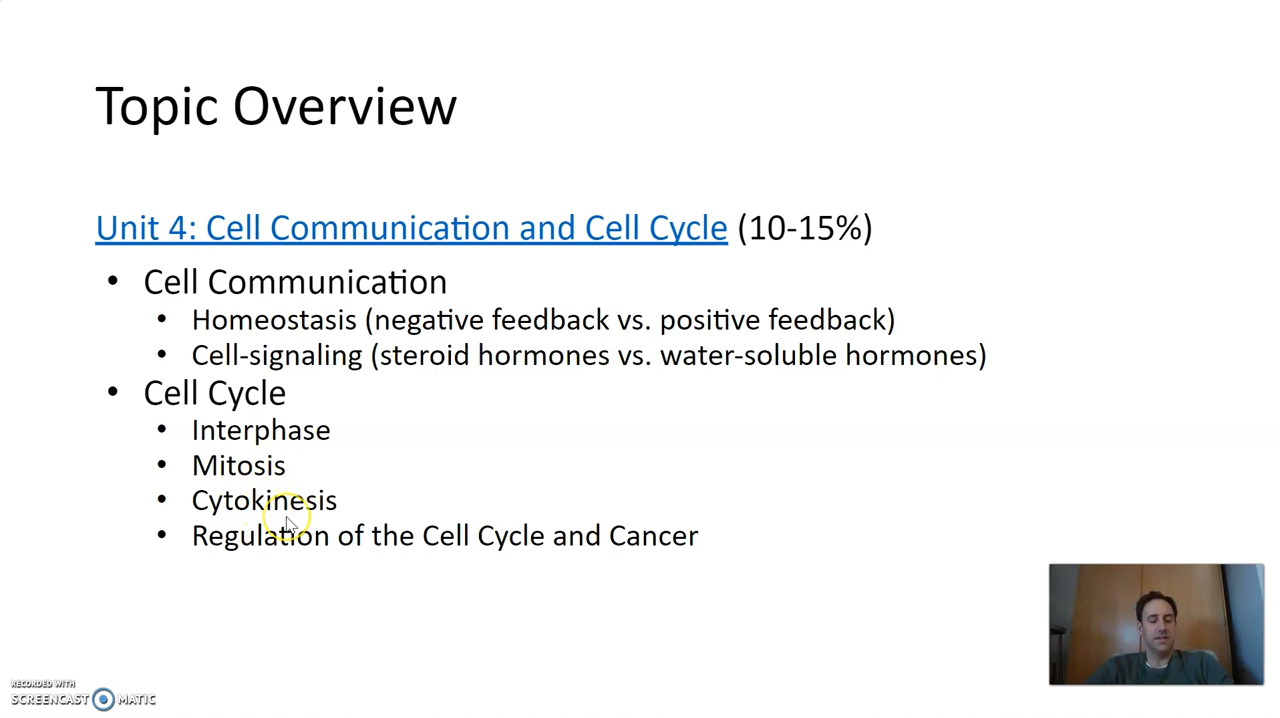 Topic Overview
Unit 4: Cell Communication and Cell Cycle (10-15%)
• Cell Communication
• Homeostasis (negative feedback vs. positive feedback)
• Cell-signaling (steroid hormones vs. water-soluble hormones)
• Cell Cycle
• Interphase
• Mitosis
• Cytokinesis
• Regulation of the Cell Cycle and Cancer
RECORDED WITH
SCREENCAST MATIC